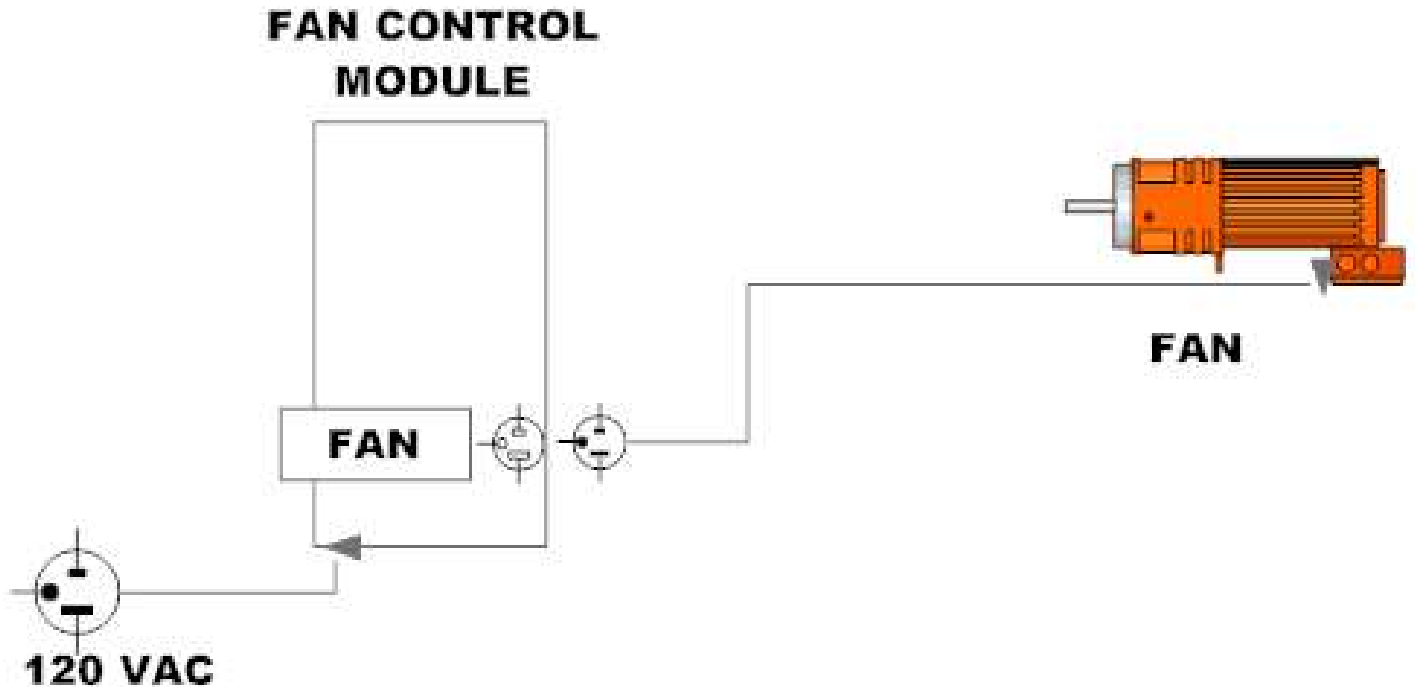 FAN CONTROL
MODULE
FAN
FAN
120 VAC